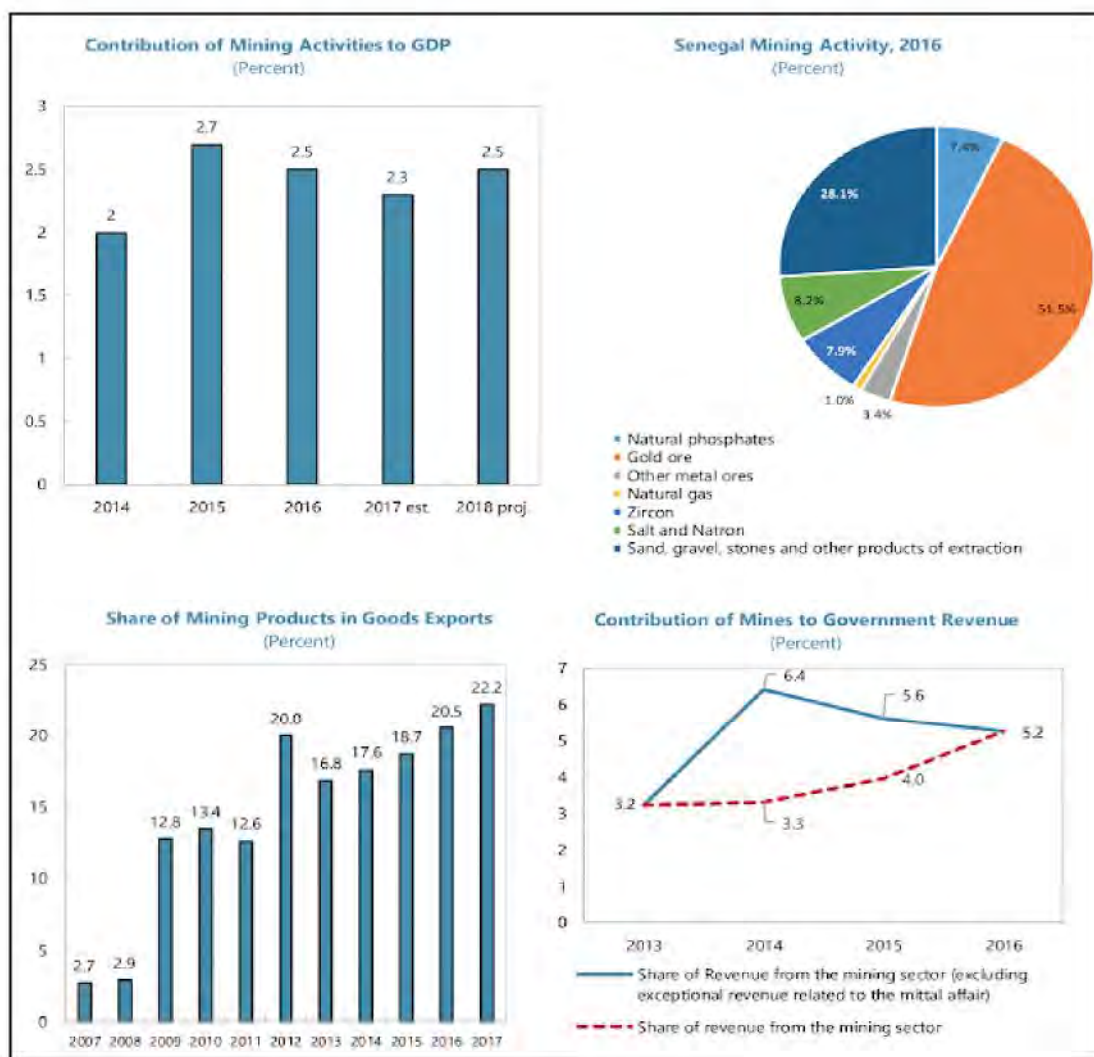 Contribution of Mining Activities to GDP
(Percent)
3
2.5
2
1.5
1
0.5
0
2
2.7
2.5
2.3
2.5
2014
2015
2016
2017 est.
2018 proj.
Senegal Mining Activity, 2016
(Percent)
7.4%
28.1%
51.5%
8.2%
7.9%
1.0%
3.4%
Natural phosphates
Gold ore
Other metal ores
Natural gas
Zircon
Salt and Natron
Sand, gravel, stones and other products of extraction
Share of Mining Products in Goods Exports
(Percent)
25
20
15
10
5
0
2.7
2.9
12.8
13.4
12.6
20.0
16.8
17.6
18.7
20.5
22.2
2007 2008 2009 2010 2011 2012 2013 2014 2015 2016 2017
Contribution of Mines to Government Revenue
(Percent)
7
6
5
4
3
2
1
0
6.4
5.6
5.2
3.2
3.3
4.0
2013
2014
2015
2016
Share of Revenue from the mining sector (excluding
exceptional revenue related to the mittal affair)
Share of revenue from the mining sector